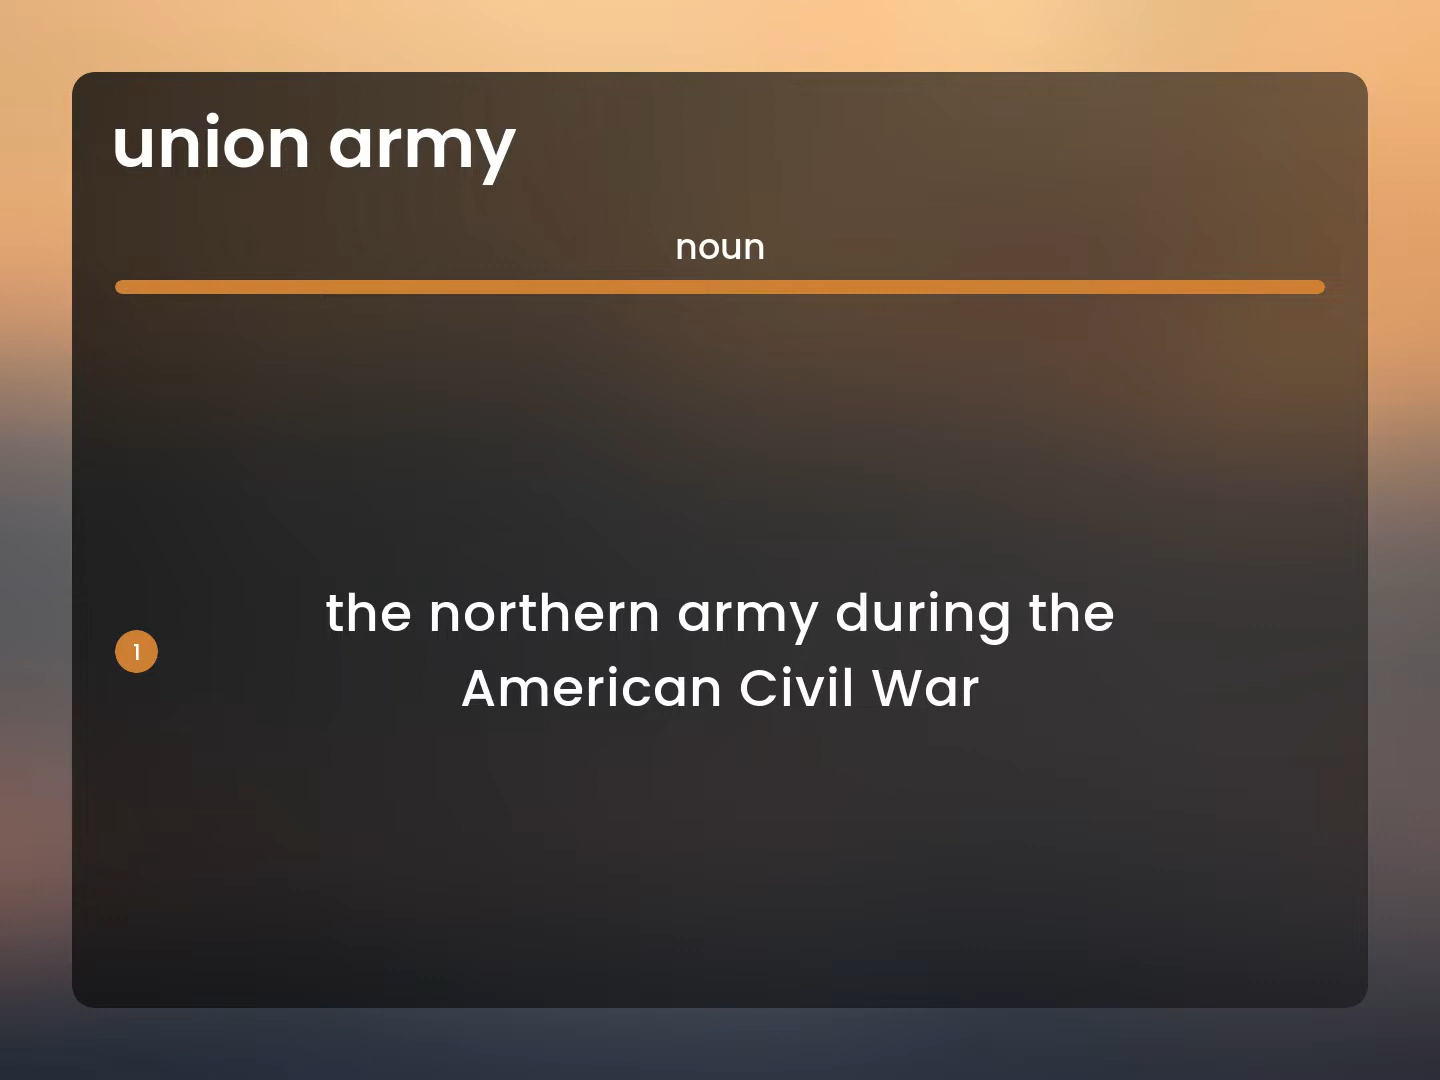 union army
noun
1
the northern army during the
American Civil War